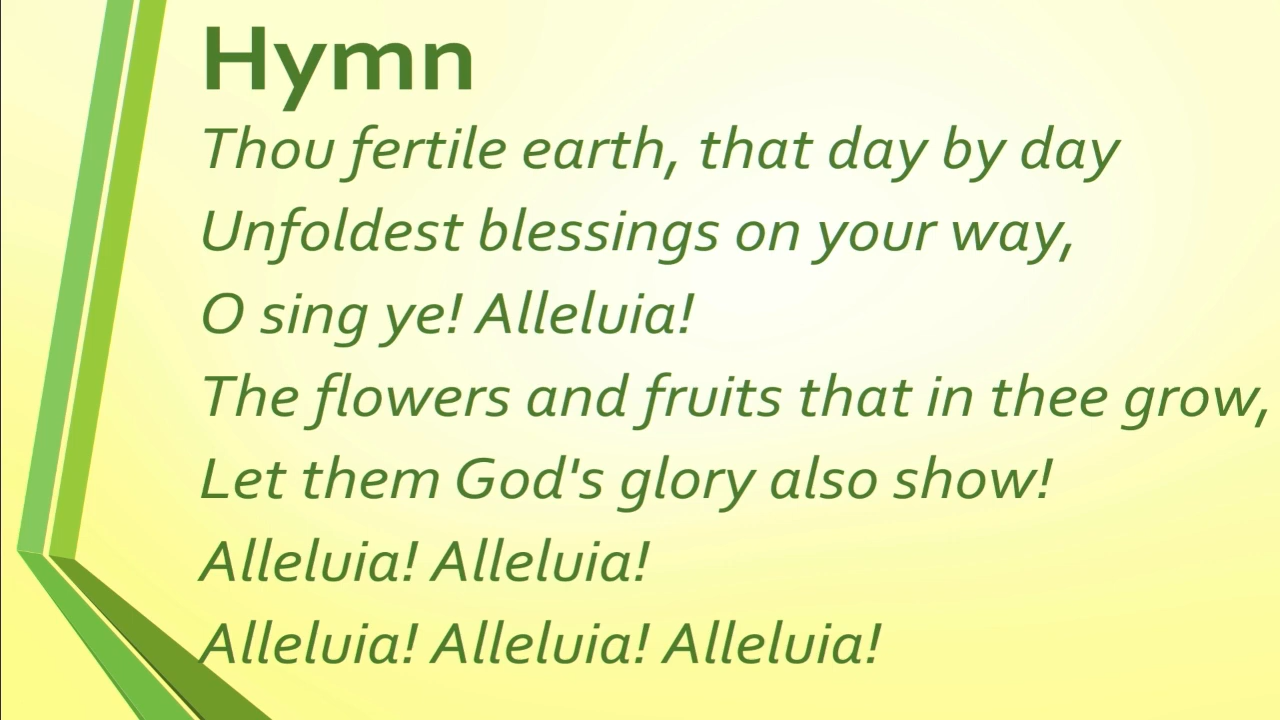 Hymn
Thou fertile earth, that day by day
Unfoldest blessings on your way,
O sing ye! Alleluia!
The flowers and fruits that in thee grow,
Let them God's glory also show!
Alleluia! Alleluia!
Alleluia! Alleluia! Alleluia!